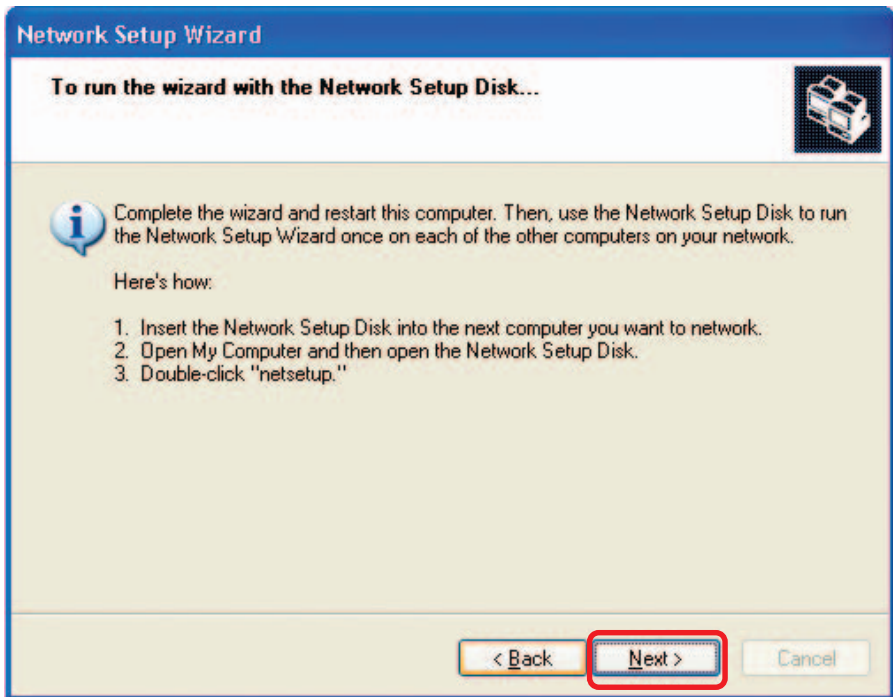 Network Setup Wizard
To run the wizard with the Network Setup Disk...
Complete the wizard and restart this computer. Then, use the Network Setup Disk to run
the Network Setup Wizard once on each of the other computers on your network.
Here's how:
1. Insert the Network Setup Disk into the next computer you want to network.
2. Open My Computer and then open the Network Setup Disk.
3. Double-click "netsetup."
< Back
Next >
Cancel